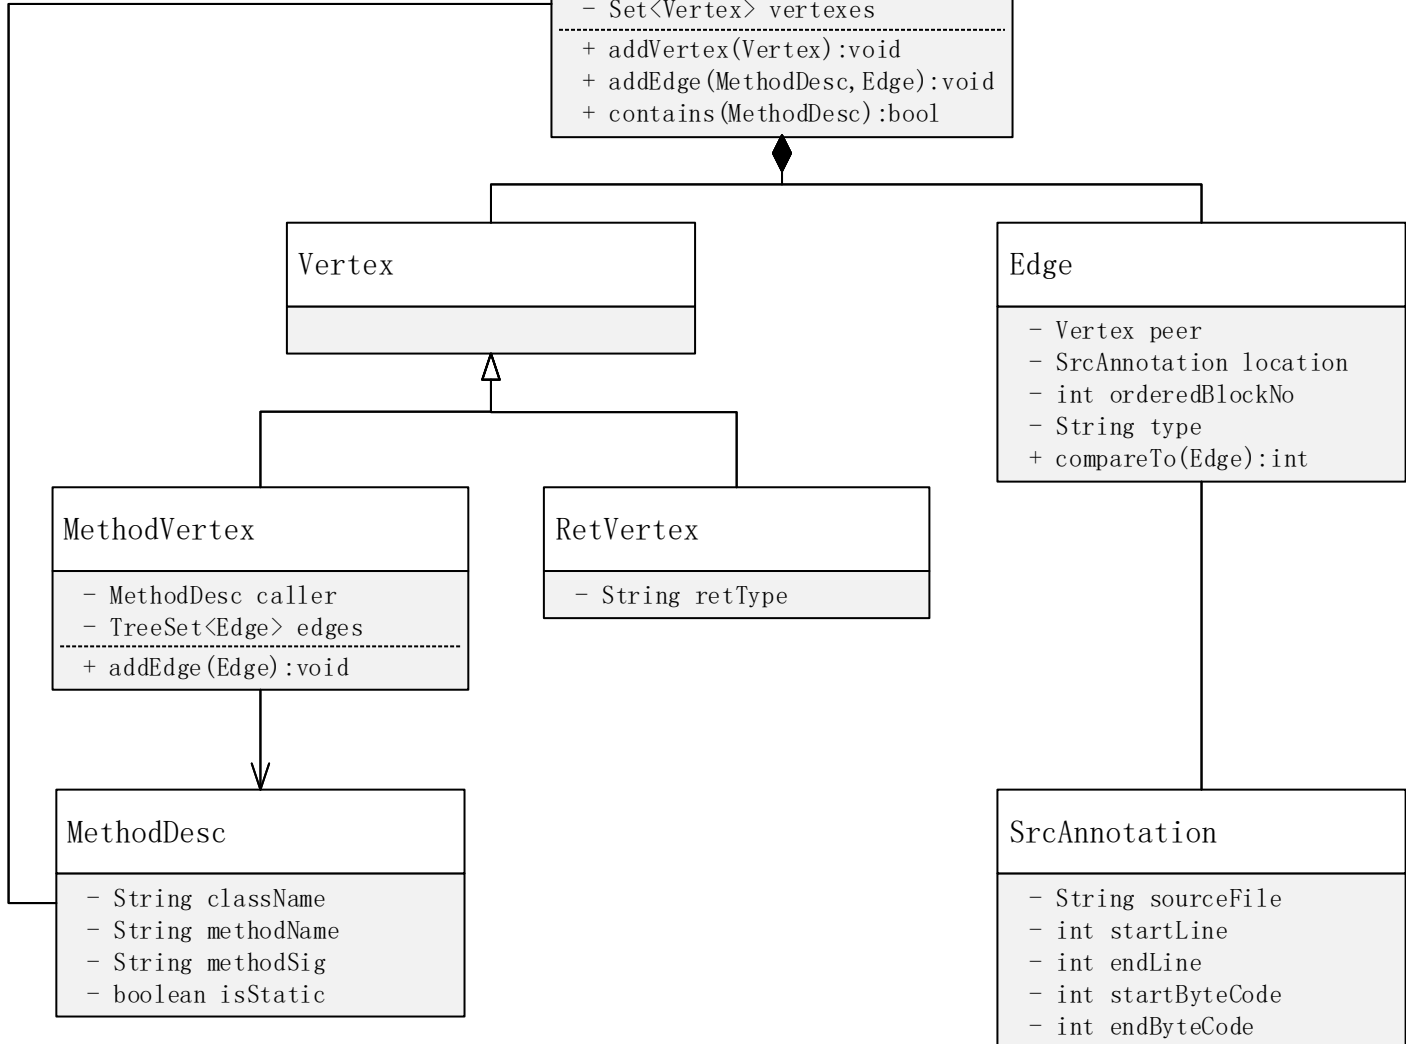 - Set<Vertex> vertexes
+ addVertex(Vertex):void
+ addEdge(MethodDesc,Edge):void
+ contains(MethodDesc):bool
Vertex
Edge
- Vertex peer
- SrcAnnotation location
- int orderedBlockNo
- String type
+ compareTo(Edge):int
MethodVertex
- MethodDesc caller
- TreeSet<Edge> edges
+ addEdge(Edge):void
RetVertex
- String retType
MethodDesc
- String className
- String methodName
- String methodSig
- boolean isStatic
SrcAnnotation
- String sourceFile
- int startLine
- int endLine
- int startByteCode
- int endByteCode